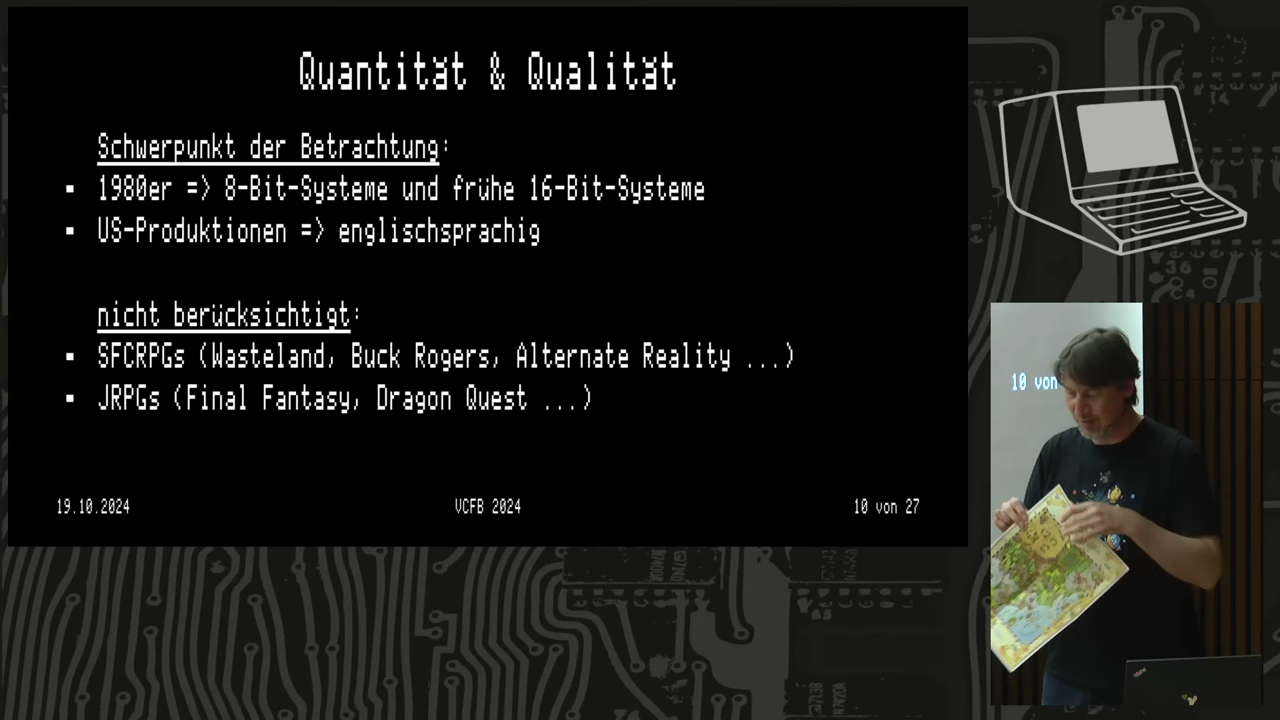 Quantität & Qualität
Schwerpunkt der Betrachtung:
▪ 1980er => 8-Bit-Systeme und frühe 16-Bit-Systeme
▪ US-Produktionen => englischsprachig
nicht berücksichtigt:
▪ SFCRPGs (Wasteland, Buck Rogers, Alternate Reality ...)
▪ JRPGs (Final Fantasy, Dragon Quest ...)
19.10.2024
VCFB 2024
10 von 27
10 von